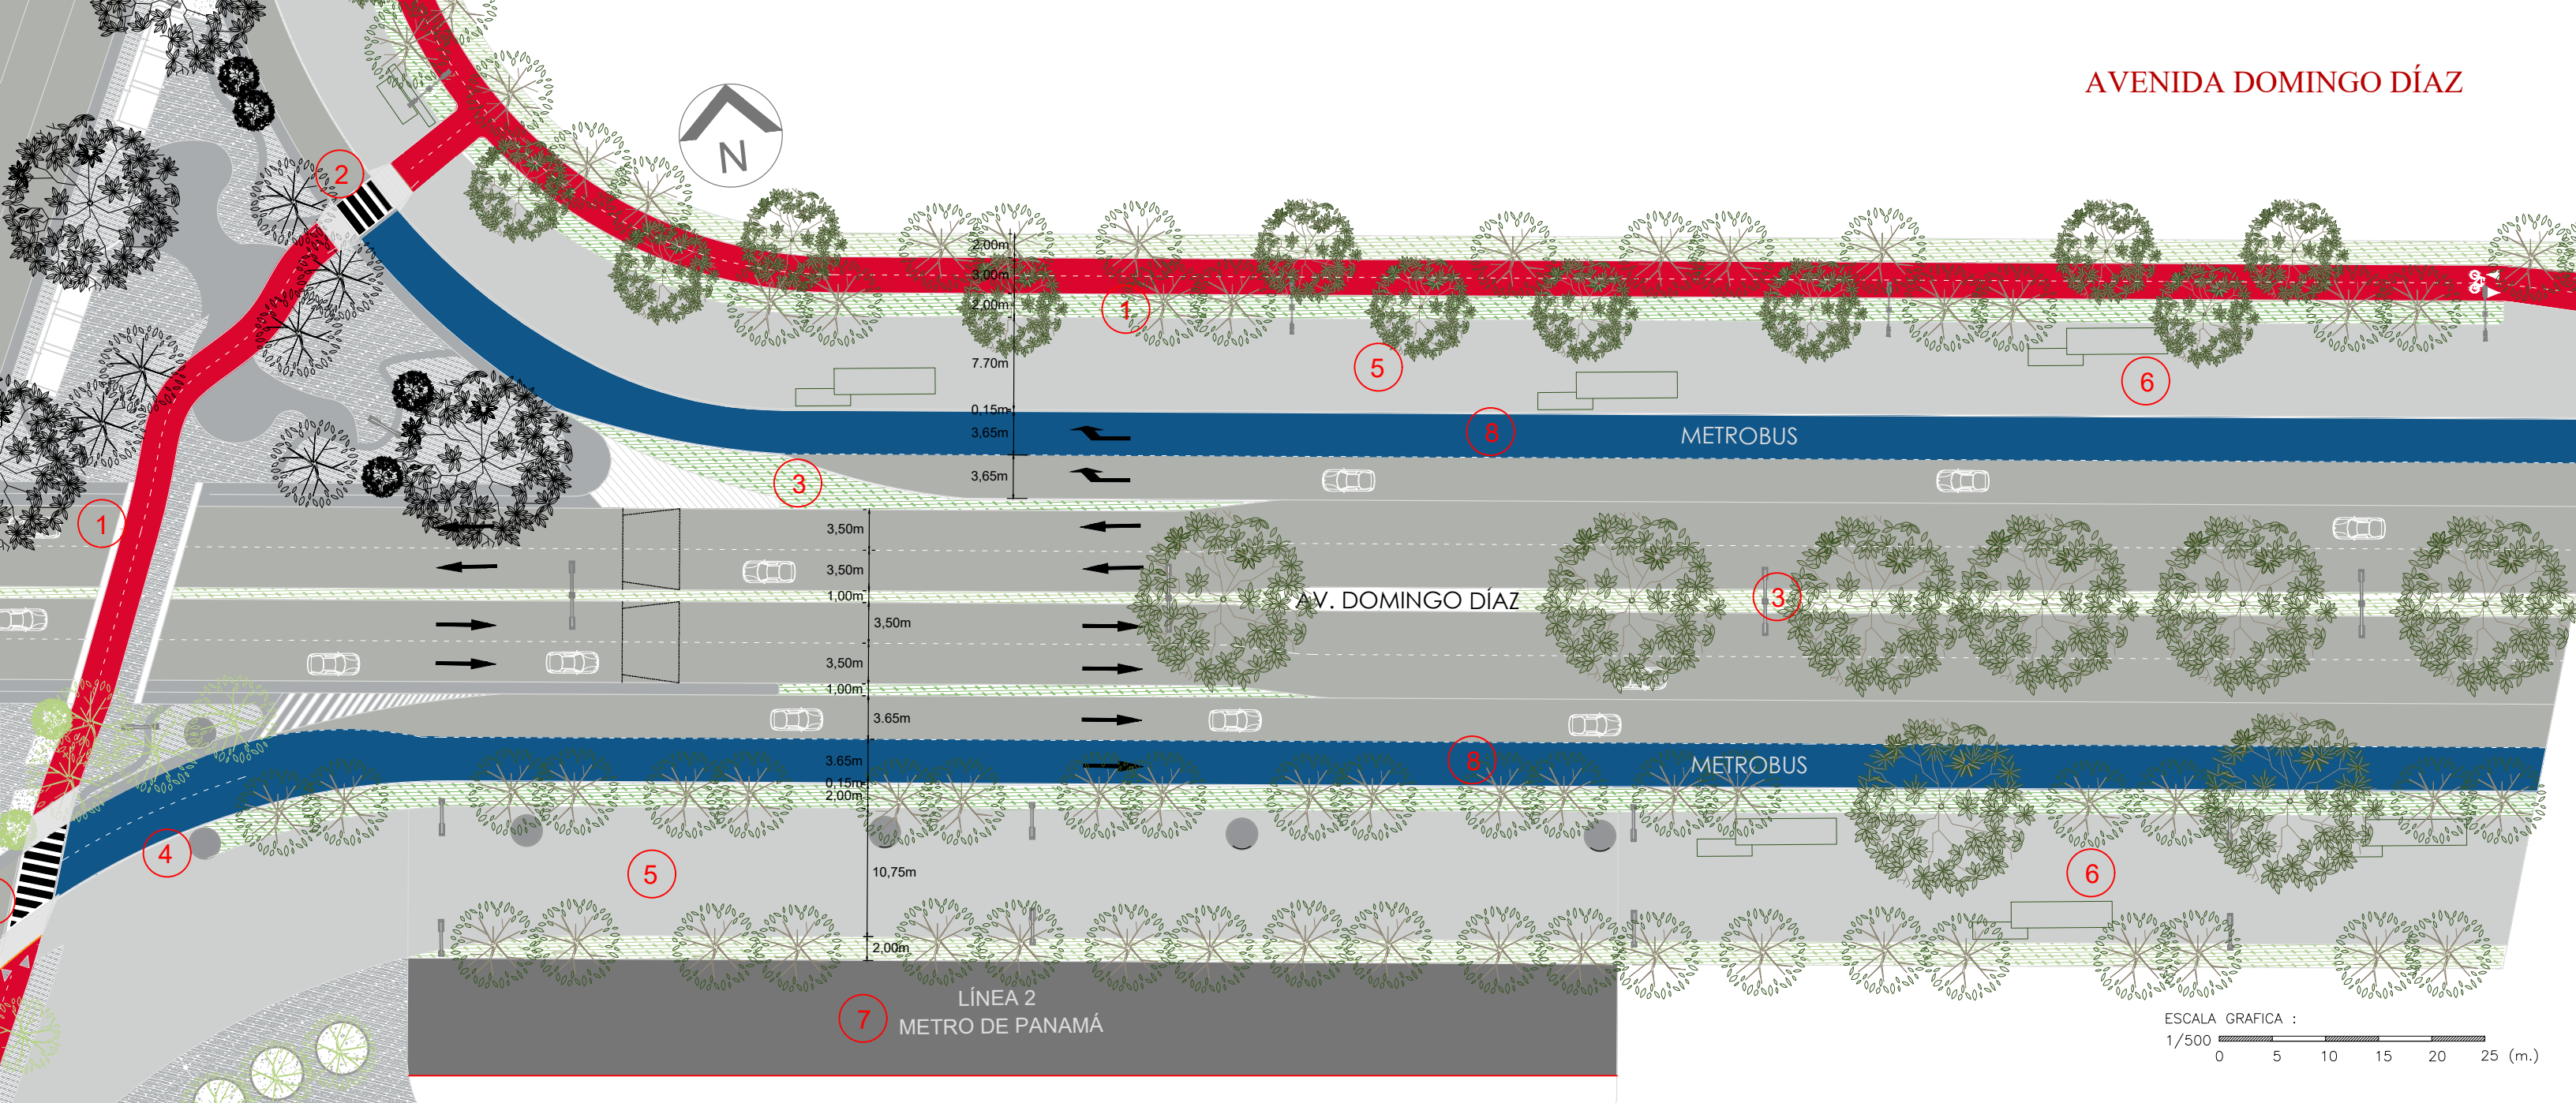 AVENIDA DOMINGO DÍAZ
2
N
2.00m
3.00m
2.00m
1
7.70m
5
6
0,15m
3,65m
8
METROBUS
3,65m
3
1
3,50m
3,50m
1,00m
AV. DOMINGO DÍAZ
3
3,50m
3,50m
1,00m
3.65m
3.65m
8
METROBUS
0,15m
2,00m
4
5
10,75m
6
2.00m
LÍNEA 2
7
METRO DE PANAMÁ
ESCALA GRAFICA :
1/500
0 5 10 15 20 25 (m.)